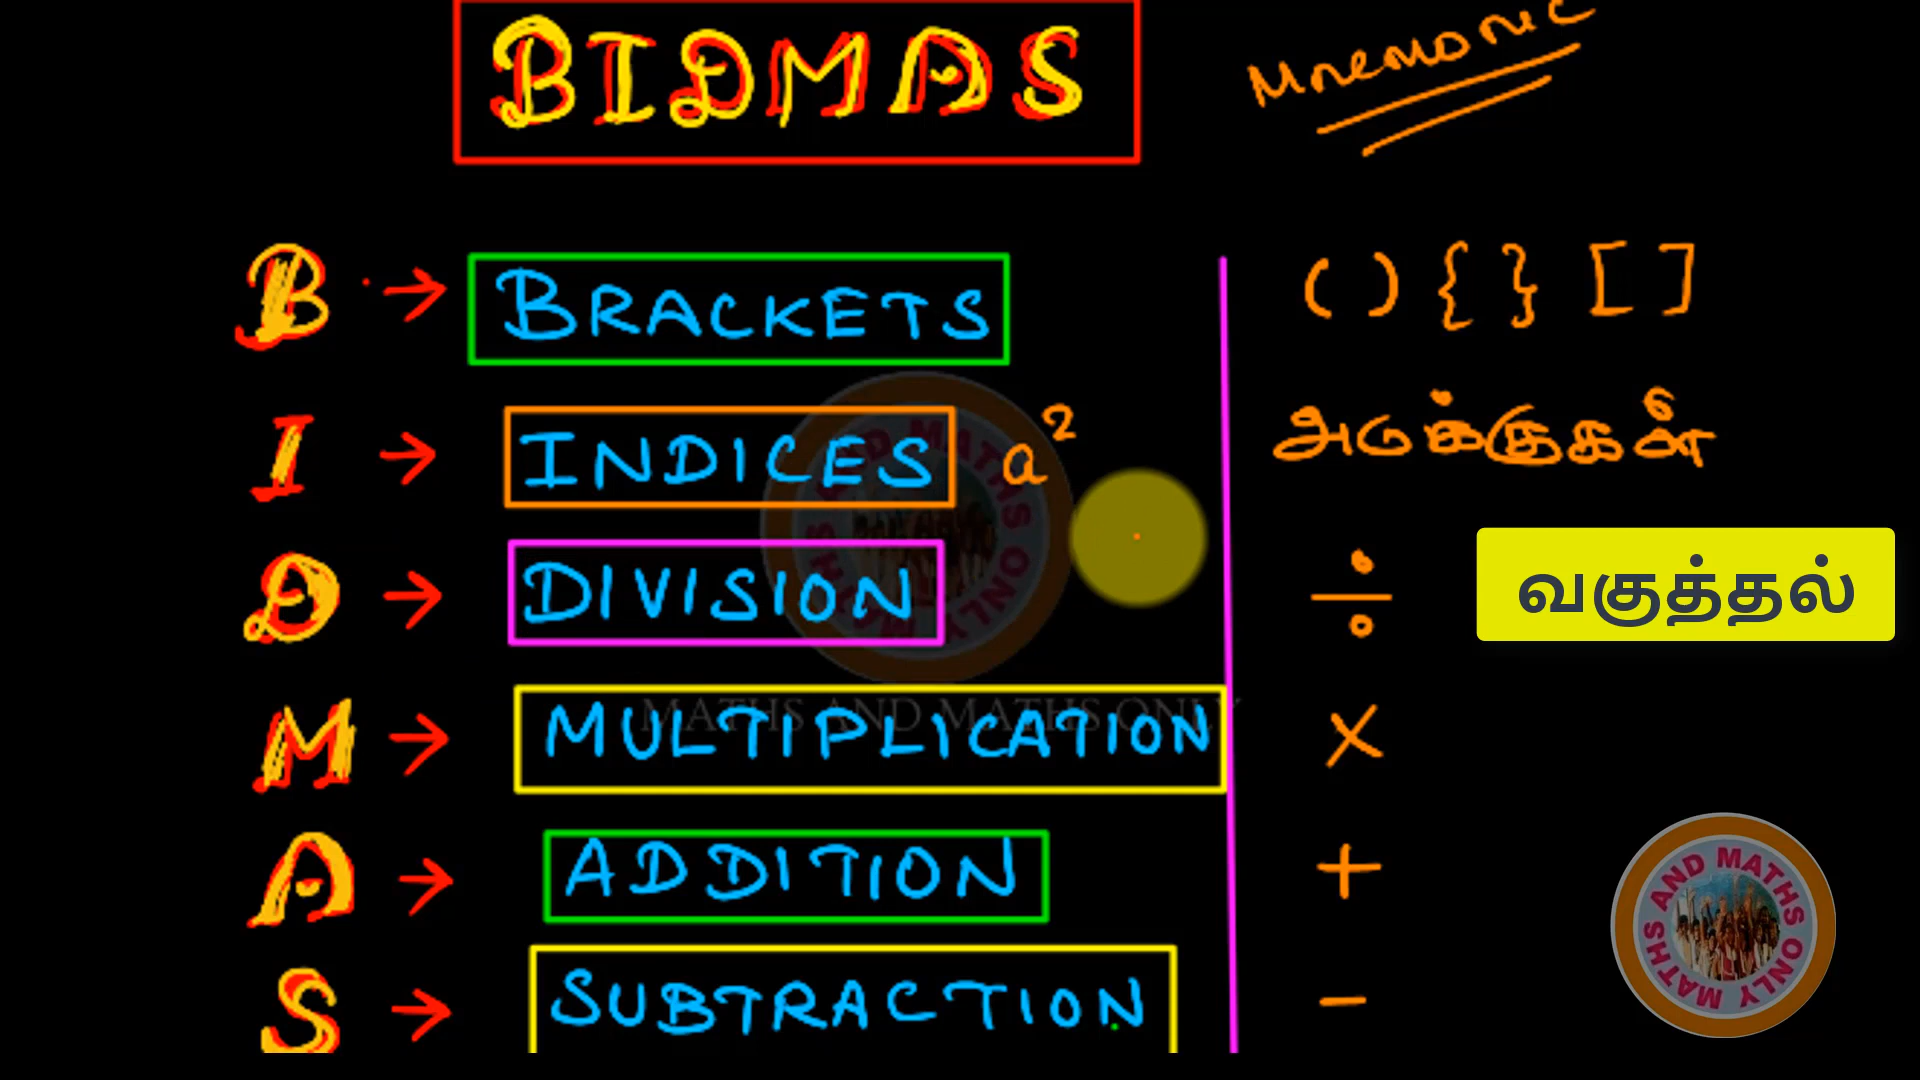 BIDMAS
Mnemonic
B → BRACKETS ( ) { } [ ]
I → INDICES a² அடுக்குகள்
D → DIVISION ÷ வகுத்தல்
M → MULTIPLICATION ×
MATHS AND MATHS ONLY
A → ADDITION +
S → SUBTRACTION −
MATHS AND MATHS ONLY